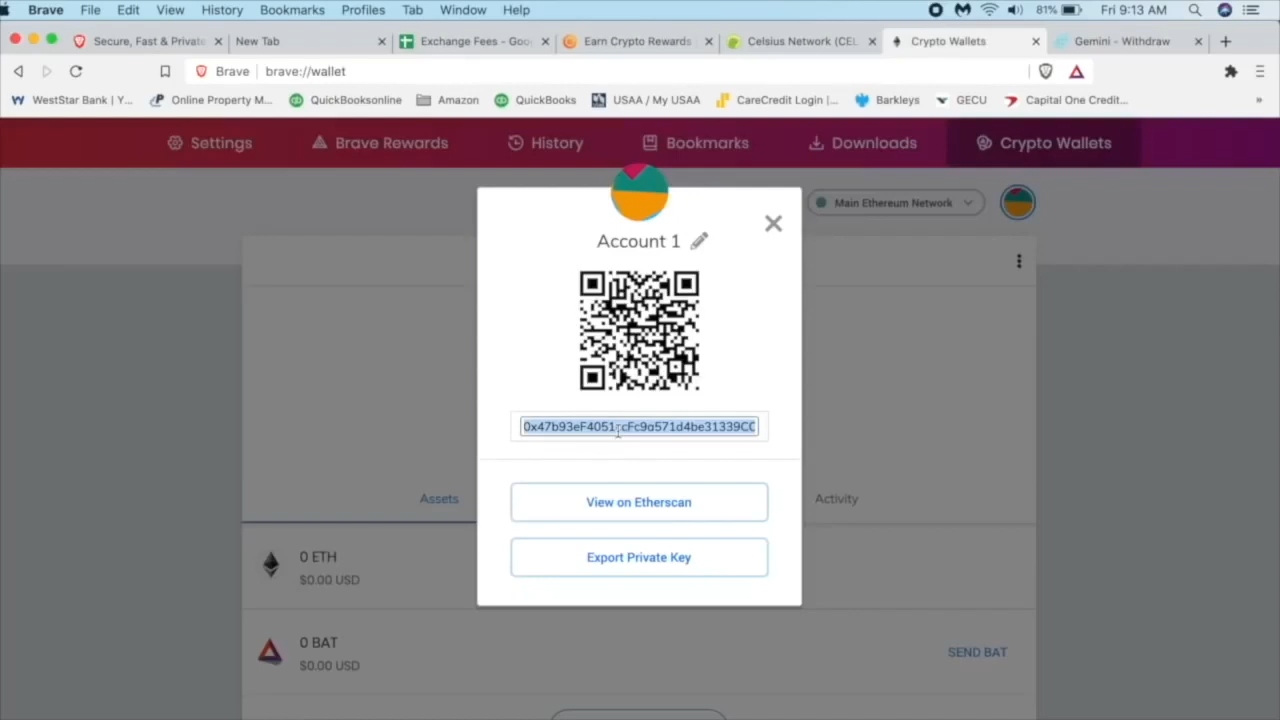 Brave File Edit View History Bookmarks Profiles Tab Window Help 81% Fri 9:13 AM
Secure, Fast & Private New Tab Exchange Fees - Goo Earn Crypto Rewards Celsius Network (CEL Crypto Wallets Gemini - Withdraw
Brave brave://wallet
WestStar Bank | Y... Online Property M... QuickBooksonline Amazon QuickBooks USAA / My USAA CareCredit Login |... Barkleys GECU Capital One Credit... »
Settings Brave Rewards History Bookmarks Downloads Crypto Wallets
Main Ethereum Network
Account 1
0x47b93eF4051ccFc9a571d4be31339CC
View on Etherscan
Export Private Key
Assets Activity
0 ETH
$0.00 USD
0 BAT
$0.00 USD
SEND BAT